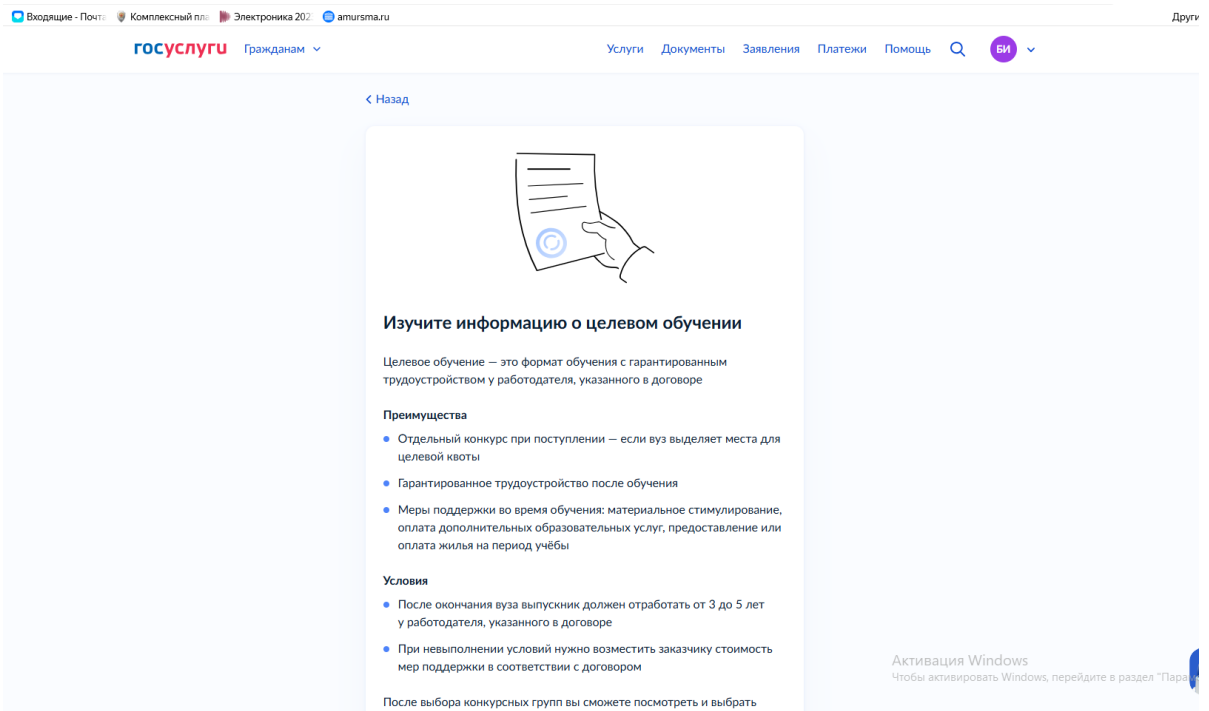 Входящие - Почта
Комплексный пла
Электроника 202
amursma.ru
Други
госуслуги
Гражданам
Услуги
Документы
Заявления
Платежи
Помощь
БИ
Назад
Изучите информацию о целевом обучении
Целевое обучение — это формат обучения с гарантированным
трудоустройством у работодателя, указанного в договоре
Преимущества
Отдельный конкурс при поступлении — если вуз выделяет места для
целевой квоты
Гарантированное трудоустройство после обучения
Меры поддержки во время обучения: материальное стимулирование,
оплата дополнительных образовательных услуг, предоставление или
оплата жилья на период учёбы
Условия
После окончания вуза выпускник должен отработать от 3 до 5 лет
у работодателя, указанного в договоре
При невыполнении условий нужно возместить заказчику стоимость
мер поддержки в соответствии с договором
После выбора конкурсных групп вы сможете посмотреть и выбрать
Активация Windows
Чтобы активировать Windows, перейдите в раздел "Пара